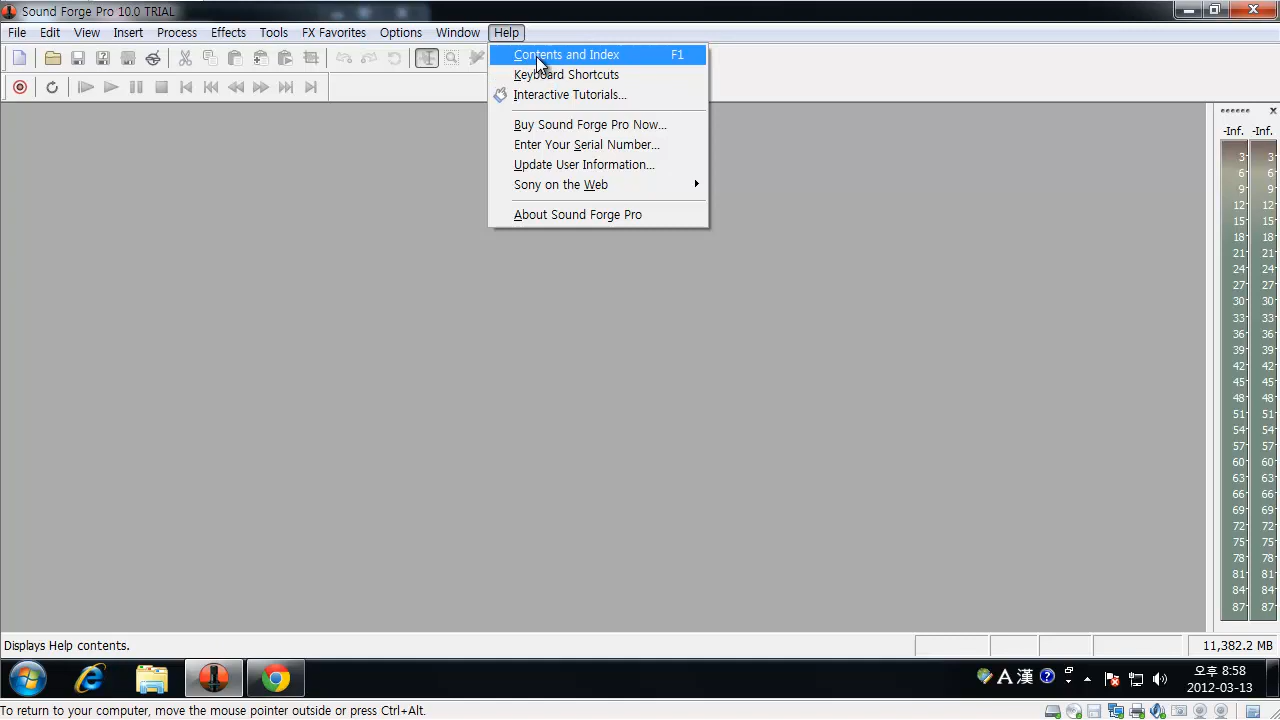 Sound Forge Pro 10.0 TRIAL
File Edit View Insert Process Effects Tools FX Favorites Options Window Help
Contents and Index F1
Keyboard Shortcuts
Interactive Tutorials...
Buy Sound Forge Pro Now...
Enter Your Serial Number...
Update User Information...
Sony on the Web
About Sound Forge Pro
-Inf. -Inf.
3 3
6 6
9 9
12 12
15 15
18 18
21 21
24 24
27 27
30 30
33 33
36 36
39 39
42 42
45 45
48 48
51 51
54 54
57 57
60 60
63 63
66 66
69 69
72 72
75 75
78 78
81 81
84 84
87 87
Displays Help contents. 11,382.2 MB
A 漢 오후 8:58
2012-03-13
To return to your computer, move the mouse pointer outside or press Ctrl+Alt.